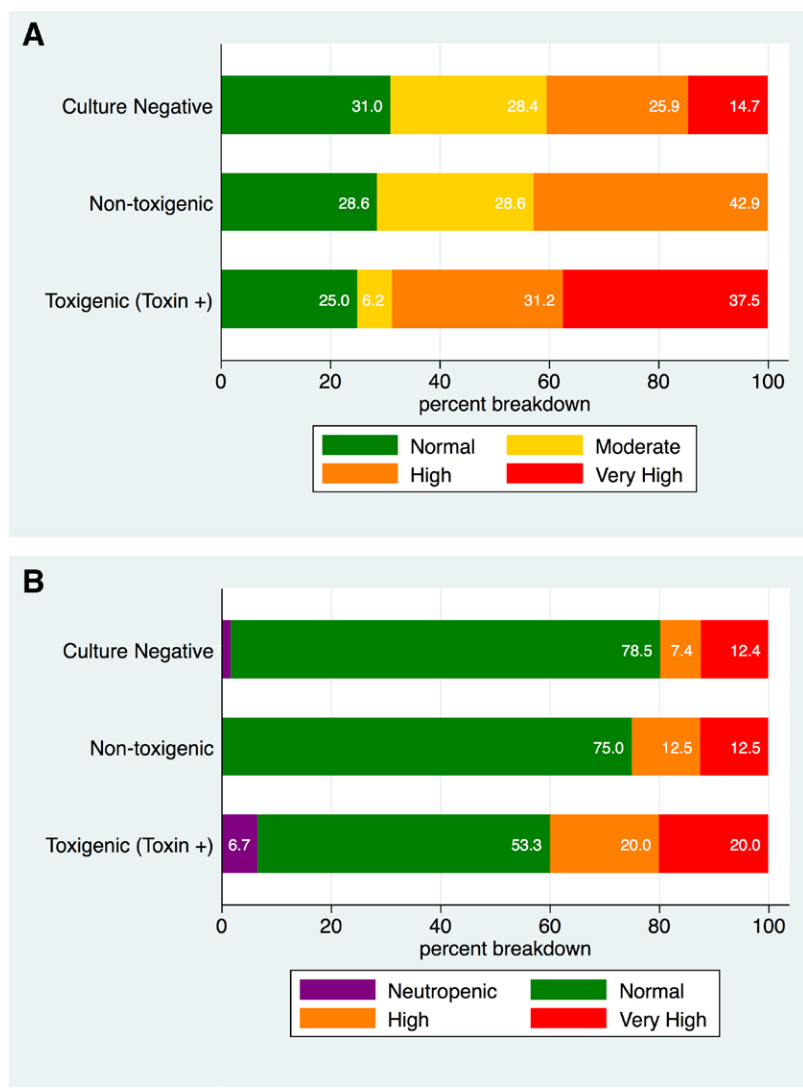 A
Culture Negative 31.0 28.4 25.9 14.7
Non-toxigenic 28.6 28.6 42.9
Toxigenic (Toxin +) 25.0 6.2 31.2 37.5
0 20 40 60 80 100
percent breakdown
Normal Moderate
High Very High
B
Culture Negative 78.5 7.4 12.4
Non-toxigenic 75.0 12.5 12.5
Toxigenic (Toxin +) 6.7 53.3 20.0 20.0
0 20 40 60 80 100
percent breakdown
Neutropenic Normal
High Very High